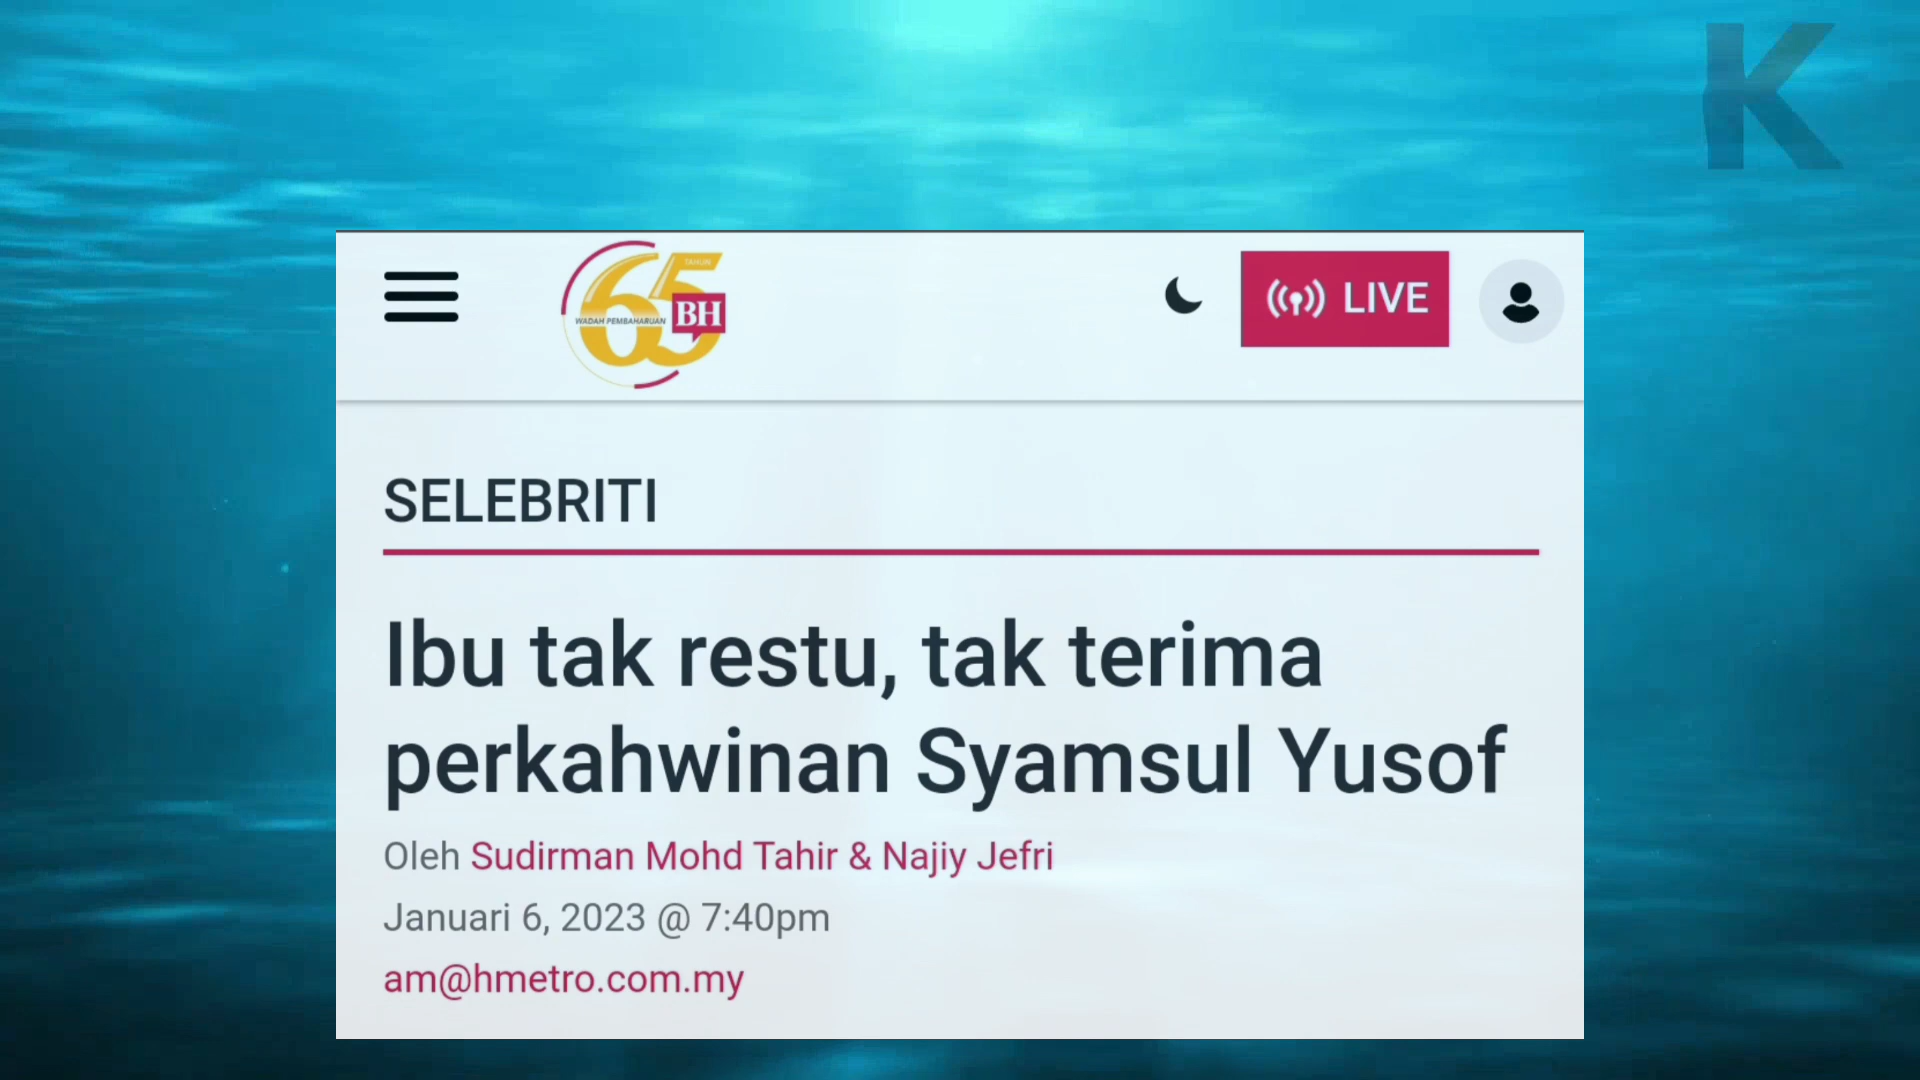 K
65
TAHUN
WADAH PEMBAHARUAN
BH
LIVE
SELEBRITI
Ibu tak restu, tak terima
perkahwinan Syamsul Yusof
Oleh Sudirman Mohd Tahir & Najiy Jefri
Januari 6, 2023 @ 7:40pm
am@hmetro.com.my